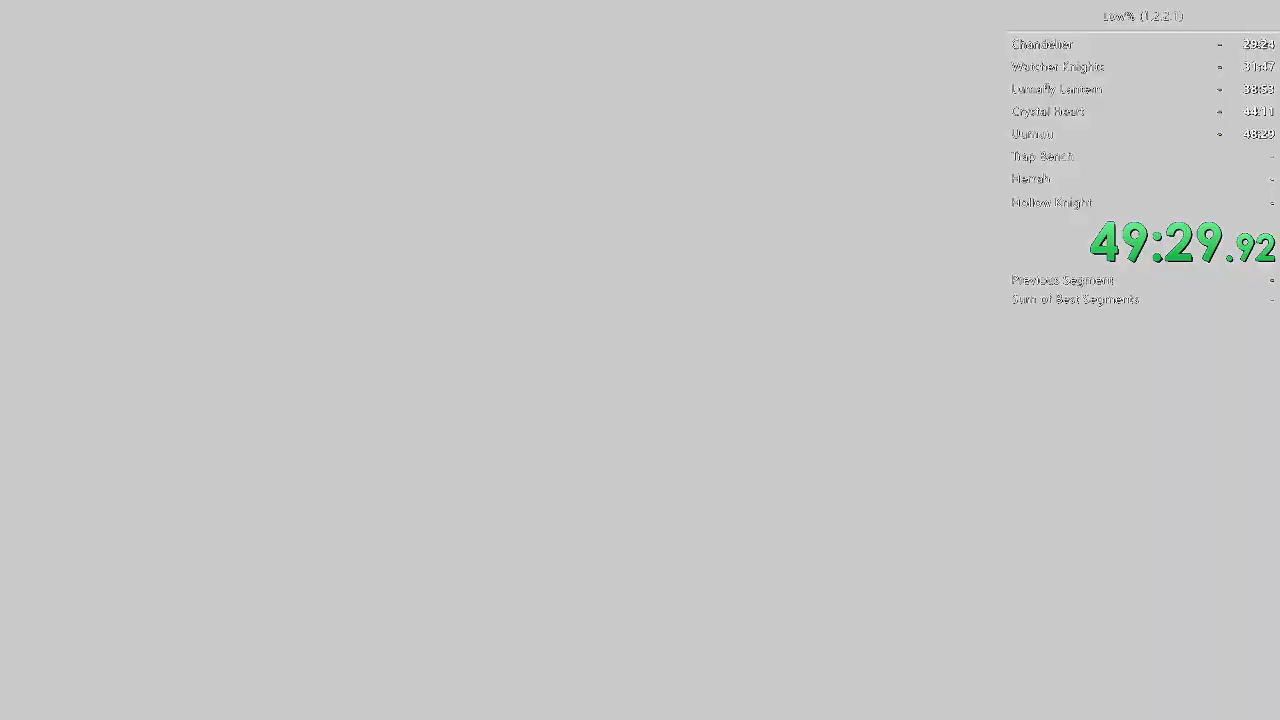 Low% (1.2.2.1)
Chandelier - 29:24
Watcher Knights - 31:47
Lumafly Lantern - 38:53
Crystal Heart - 44:11
Uumuu - 48:29
Trap Bench -
Herrah -
Hollow Knight -
49:29.92
Previous Segment -
Sum of Best Segments -